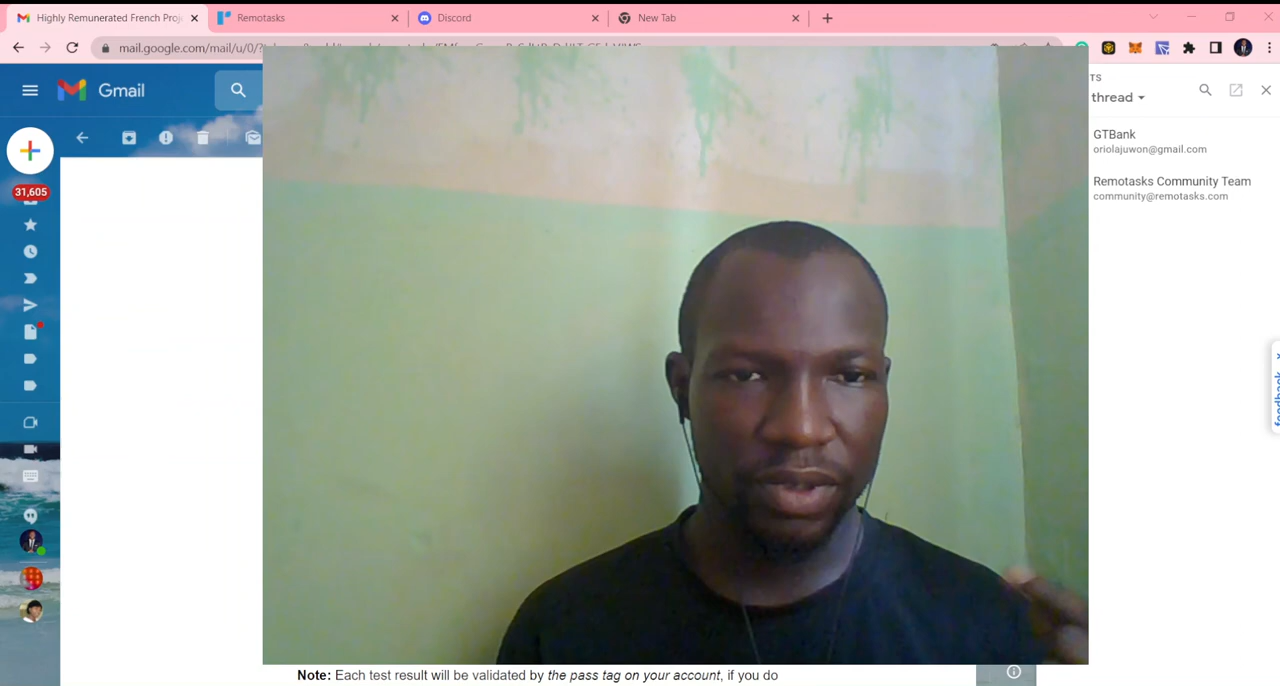 Highly Remunerated French Proj
Remotasks
Discord
New Tab
mail.google.com/mail/u/0/?
Gmail
31,605
TS
thread
GTBank
oriolajuwon@gmail.com
Remotasks Community Team
community@remotasks.com
feedback
Note: Each test result will be validated by the pass tag on your account, if you do